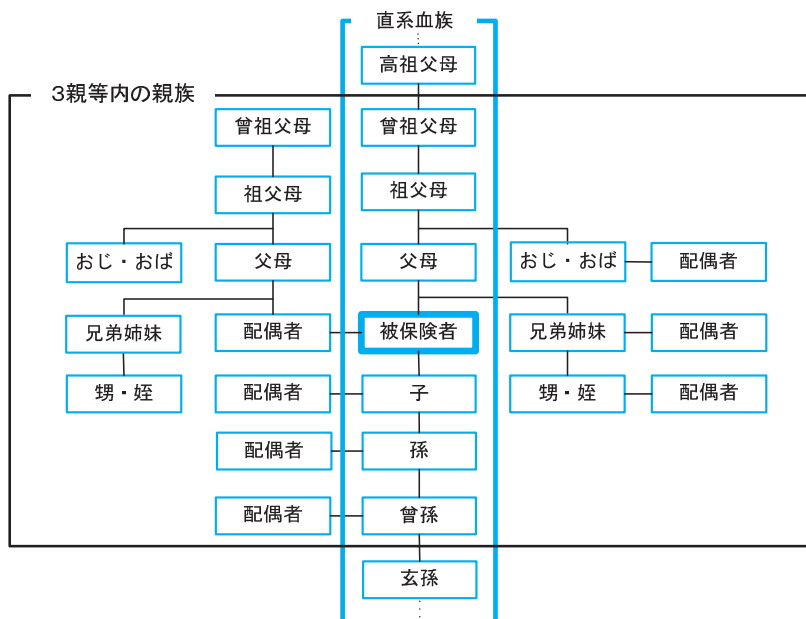 直系血族
高祖父母
3親等内の親族
曾祖父母
曾祖父母
祖父母
祖父母
おじ・おば
父母
父母
おじ・おば
配偶者
兄弟姉妹
配偶者
被保険者
兄弟姉妹
配偶者
甥・姪
配偶者
子
甥・姪
配偶者
配偶者
孫
配偶者
曾孫
玄孫